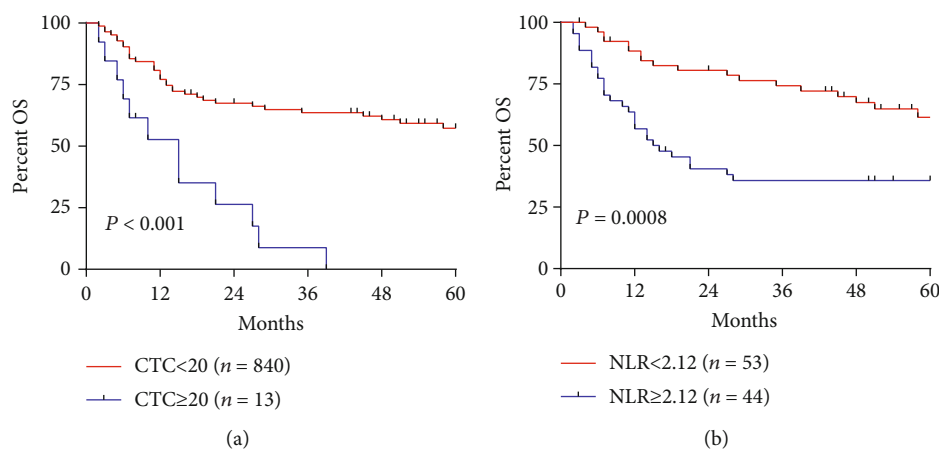 100
75
50
25
0
Percent OS
P < 0.001
0 12 24 36 48 60
Months
CTC<20 (n = 840)
CTC≥20 (n = 13)
(a)
100
75
50
25
0
Percent OS
P = 0.0008
0 12 24 36 48 60
Months
NLR<2.12 (n = 53)
NLR≥2.12 (n = 44)
(b)